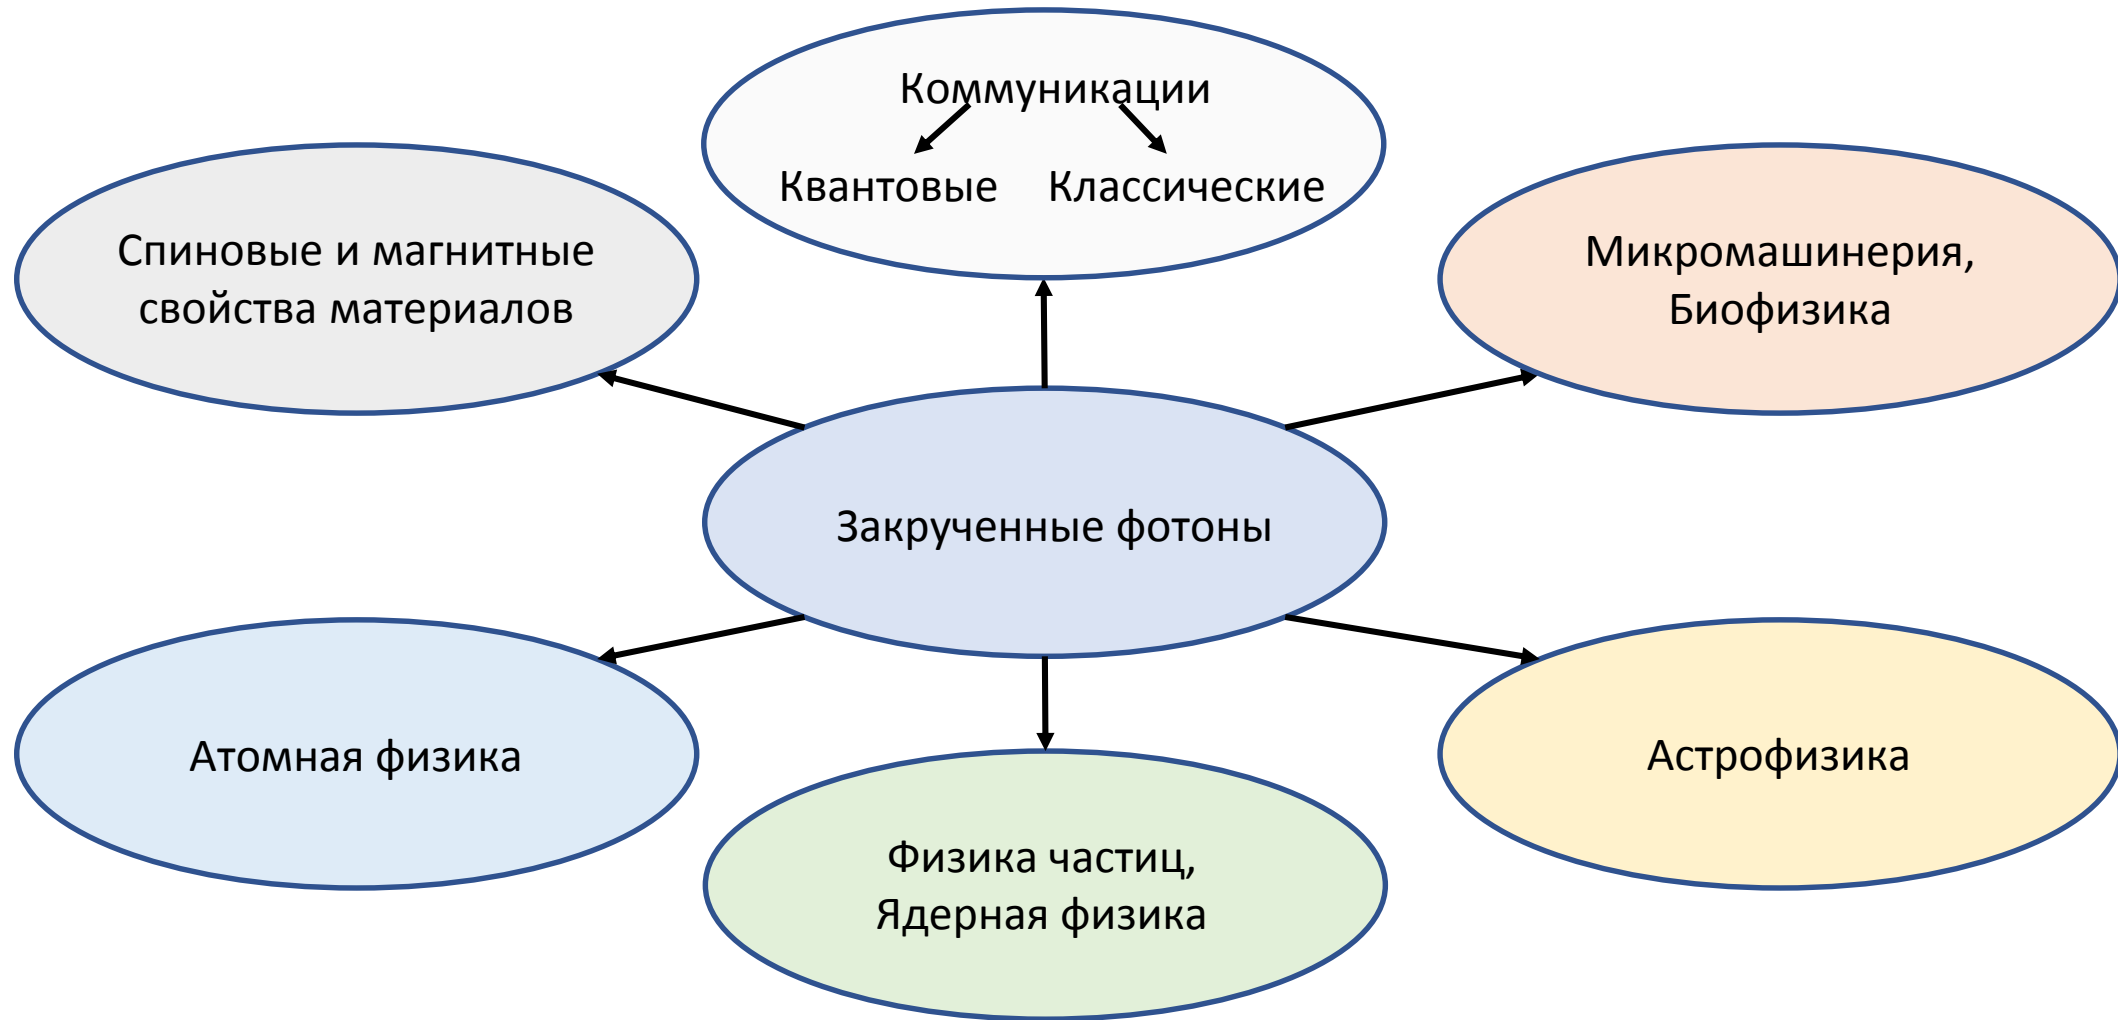 Коммуникации
Квантовые Классические
Спиновые и магнитные
свойства материалов
Микромашинерия,
Биофизика
Закрученные фотоны
Атомная физика
Астрофизика
Физика частиц,
Ядерная физика